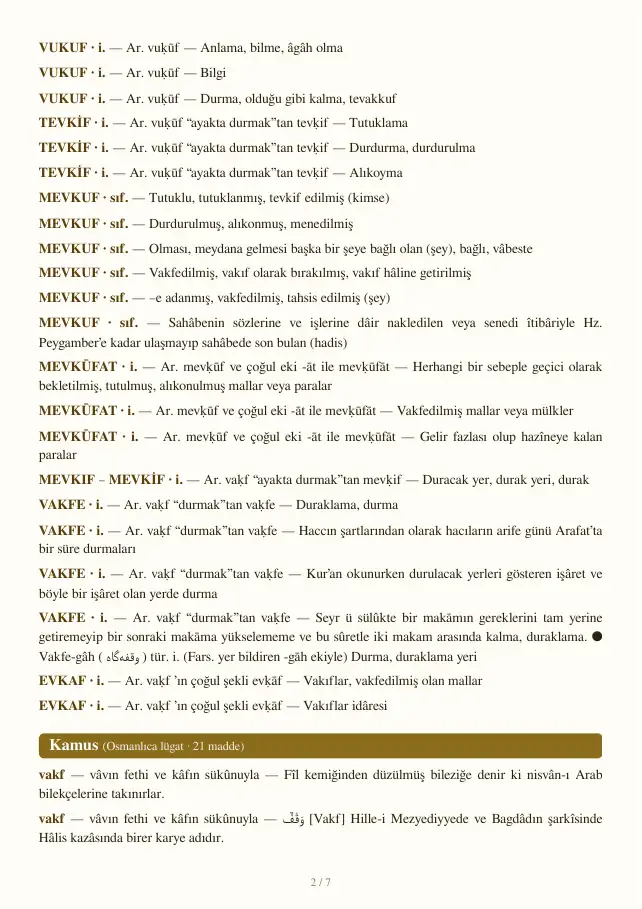 VUKUF · i. — Ar. vuḳūf — Anlama, bilme, âgâh olma
VUKUF · i. — Ar. vuḳūf — Bilgi
VUKUF · i. — Ar. vuḳūf — Durma, olduğu gibi kalma, tevakkuf
TEVKİF · i. — Ar. vuḳūf “ayakta durmak”tan tevḳіf — Tutuklama
TEVKİF · i. — Ar. vuḳūf “ayakta durmak”tan tevḳіf — Durdurma, durdurulma
TEVKİF · i. — Ar. vuḳūf “ayakta durmak”tan tevḳіf — Alıkoyma
MEVKUF · sıf. — Tutuklu, tutuklanmış, tevkif edilmiş (kimse)
MEVKUF · sıf. — Durdurulmuş, alıkonmuş, menedilmiş
MEVKUF · sıf. — Olması, meydana gelmesi başka bir şeye bağlı olan (şey), bağlı, vâbeste
MEVKUF · sıf. — Vakfedilmiş, vakıf olarak bırakılmış, vakıf hâline getirilmiş
MEVKUF · sıf. — –e adanmış, vakfedilmiş, tahsis edilmiş (şey)
MEVKUF · sıf. — Sahâbenin sözlerine ve işlerine dâir nakledilen veya senedi îtibâriyle Hz.
Peygamber’e kadar ulaşmayıp sahâbede son bulan (hadis)
MEVKŪFAT · i. — Ar. mevḳūf ve çoğul eki -āt ile mevḳūfāt — Herhangi bir sebeple geçici olarak
bekletilmiş, tutulmuş, alıkonulmuş mallar veya paralar
MEVKŪFAT · i. — Ar. mevḳūf ve çoğul eki -āt ile mevḳūfāt — Vakfedilmiş mallar veya mülkler
MEVKŪFAT · i. — Ar. mevḳūf ve çoğul eki -āt ile mevḳūfāt — Gelir fazlası olup hazîneye kalan
paralar
MEVKIF – MEVKİF · i. — Ar. vaḳf “ayakta durmak”tan mevḳif — Duracak yer, durak yeri, durak
VAKFE · i. — Ar. vaḳf “durmak”tan vaḳfe — Duraklama, durma
VAKFE · i. — Ar. vaḳf “durmak”tan vaḳfe — Haccın şartlarından olarak hacıların arife günü Arafat’ta
bir süre durmaları
VAKFE · i. — Ar. vaḳf “durmak”tan vaḳfe — Kur’an okunurken durulacak yerleri gösteren işâret ve
böyle bir işâret olan yerde durma
VAKFE · i. — Ar. vaḳf “durmak”tan vaḳfe — Seyr ü sülûkte bir makāmın gereklerini tam yerine
getiremeyip bir sonraki makāma yükselememe ve bu sûretle iki makam arasında kalma, duraklama. ●
Vakfe-gâh ( وقفه‌گاه ) tür. i. (Fars. yer bildiren -gāh ekiyle) Durma, duraklama yeri
EVKAF · i. — Ar. vaḳf ’ın çoğul şekli evḳāf — Vakıflar, vakfedilmiş olan mallar
EVKAF · i. — Ar. vaḳf ’ın çoğul şekli evḳāf — Vakıflar idâresi
Kamus (Osmanlıca lügat · 21 madde)
vakf — vâvın fethi ve kâfın sükûnuyla — Fîl kemiğinden düzülmüş bileziğe denir ki nisvân-ı Arab
bilekçelerine takınırlar.
vakf — vâvın fethi ve kâfın sükûnuyla — وَقْفٌ [Vakf] Hille-i Mezyediyyede ve Bagdâdın şarkîsinde
Hâlis kazâsında birer karye adıdır.
2 / 7